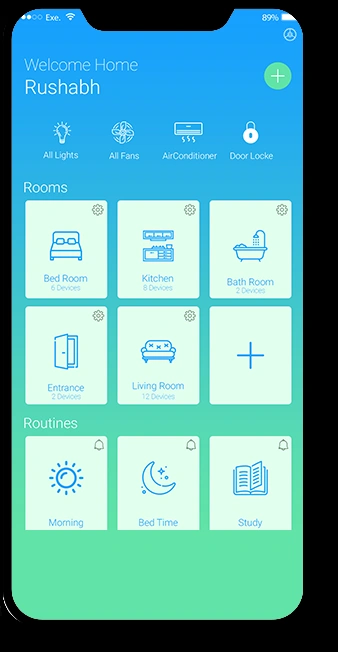 Exe. 89%
Welcome Home
Rushabh
All Lights All Fans AirConditioner Door Locke
Rooms
Bed Room Kitchen Bath Room
6 Devices 8 Devices 2 Devices
Entrance Living Room
2 Devices 12 Devices
Routines
Morning Bed Time Study